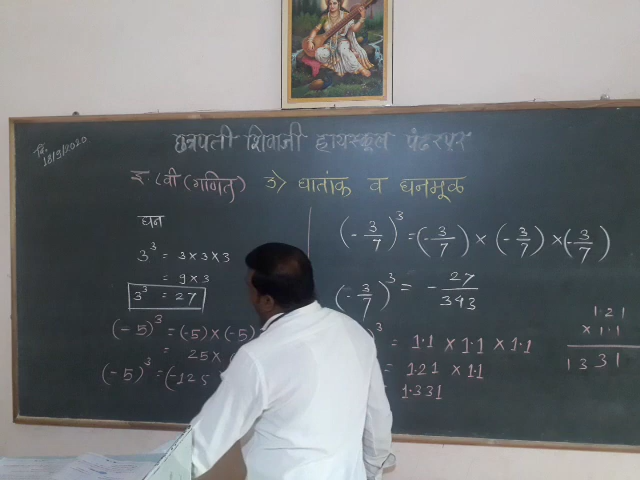 छत्रपती शिवाजी हायस्कूल पंढरपूर
दि. 18/9/2020
इ. ८वी (गणित) ३> घातांक व घनमूळ
घन
3³ = 3 × 3 × 3
= 9 × 3
3³ = 27
(-5)³ = (-5) × (-5)
= 25 ×
(-5)³ = (-125
(-3/7)³ = (-3/7) × (-3/7) × (-3/7)
(-3/7)³ = -27/343
³ = 1.1 × 1.1 × 1.1
= 1.21 × 1.1
= 1.331
1.21
× 1.1
1331